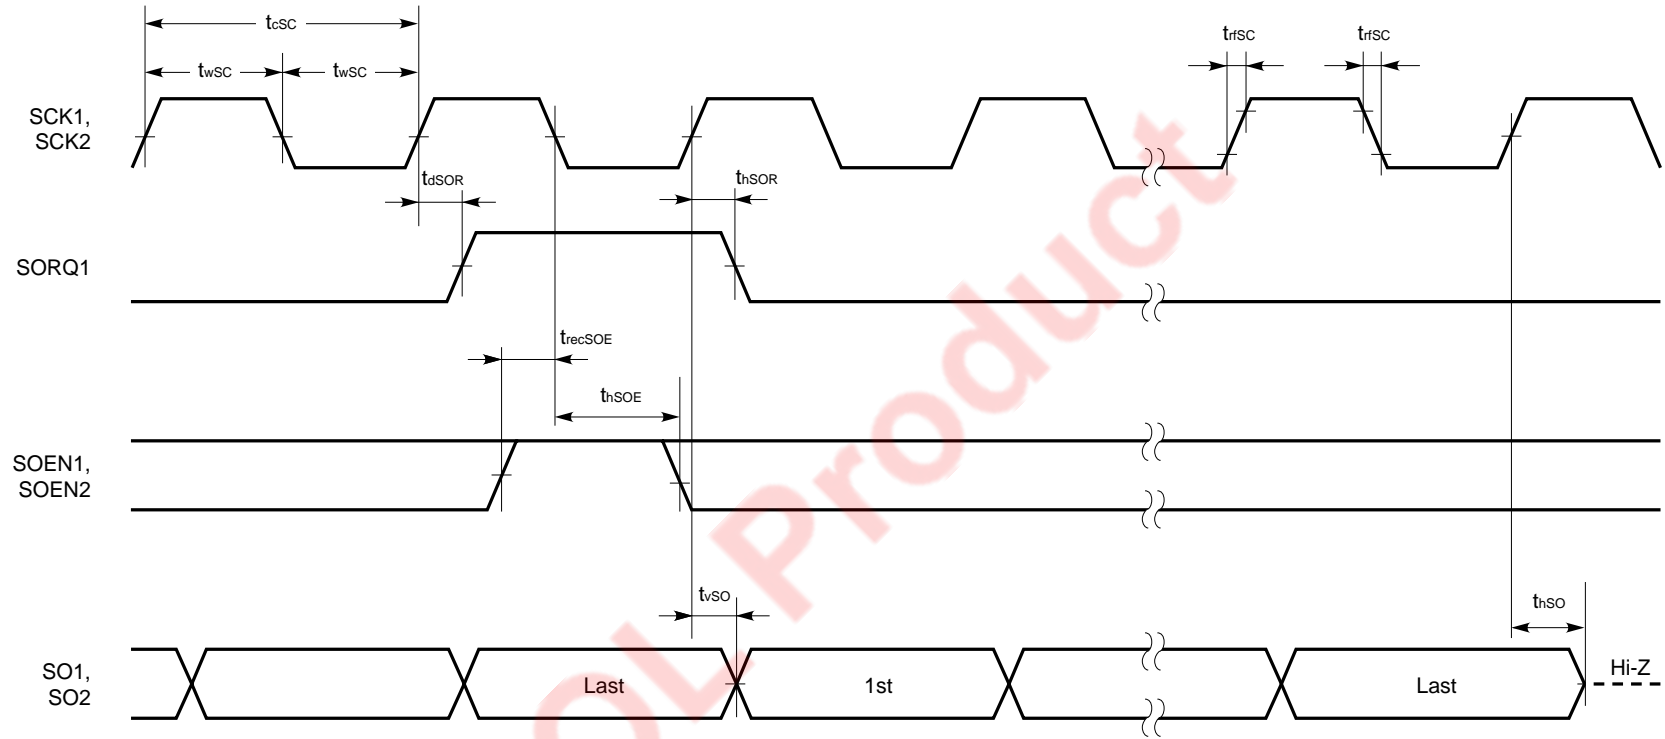 tcSC
twSC
twSC
trfSC
trfSC
SCK1,
SCK2
tdSOR
thSOR
SORQ1
trecSOE
thSOE
SOEN1,
SOEN2
tvSO
thSO
SO1,
SO2
Last
1st
Last
Hi-Z
OL Product